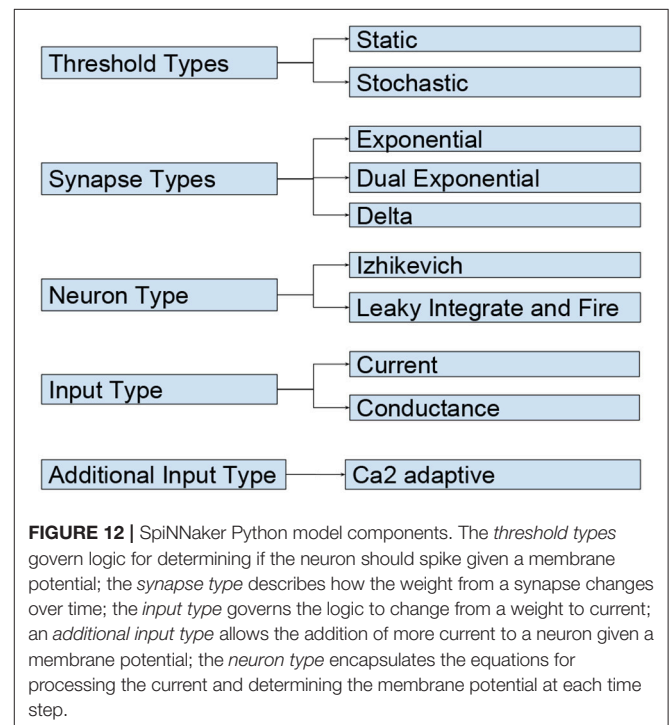 Threshold Types
Static
Stochastic
Synapse Types
Exponential
Dual Exponential
Delta
Neuron Type
Izhikevich
Leaky Integrate and Fire
Input Type
Current
Conductance
Additional Input Type
Ca2 adaptive
FIGURE 12 | SpiNNaker Python model components. The threshold types
govern logic for determining if the neuron should spike given a membrane
potential; the synapse type describes how the weight from a synapse changes
over time; the input type governs the logic to change from a weight to current;
an additional input type allows the addition of more current to a neuron given a
membrane potential; the neuron type encapsulates the equations for
processing the current and determining the membrane potential at each time
step.